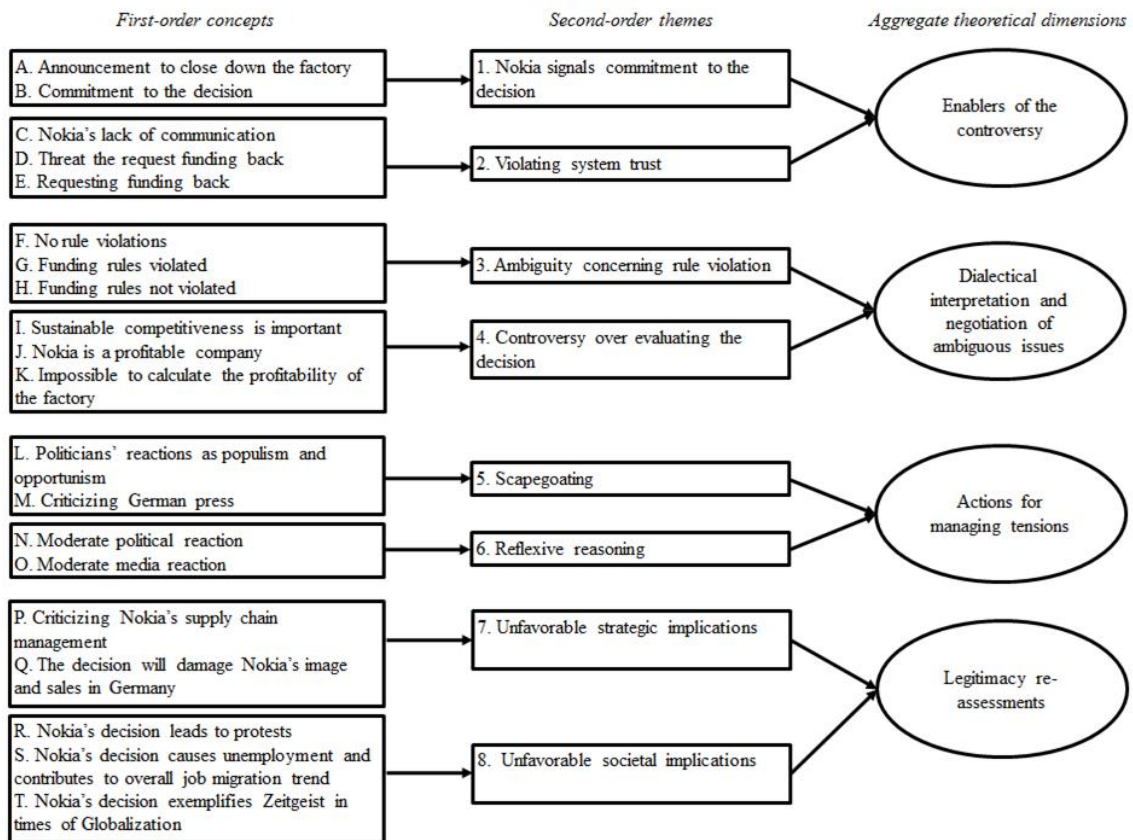 First-order concepts
Second-order themes
Aggregate theoretical dimensions
A. Announcement to close down the factory
B. Commitment to the decision
1. Nokia signals commitment to the
decision
Enablers of the
controversy
C. Nokia's lack of communication
D. Threat the request funding back
E. Requesting funding back
2. Violating system trust
F. No rule violations
G. Funding rules violated
H. Funding rules not violated
3. Ambiguity concerning rule violation
Dialectical
interpretation and
negotiation of
ambiguous issues
I. Sustainable competitiveness is important
J. Nokia is a profitable company
K. Impossible to calculate the profitability of
the factory
4. Controversy over evaluating the
decision
L. Politicians' reactions as populism and
opportunism
M. Criticizing German press
5. Scapegoating
Actions for
managing tensions
N. Moderate political reaction
O. Moderate media reaction
6. Reflexive reasoning
P. Criticizing Nokia's supply chain
management
Q. The decision will damage Nokia's image
and sales in Germany
7. Unfavorable strategic implications
Legitimacy re-
assessments
R. Nokia's decision leads to protests
S. Nokia's decision causes unemployment and
contributes to overall job migration trend
T. Nokia's decision exemplifies Zeitgeist in
times of Globalization
8. Unfavorable societal implications